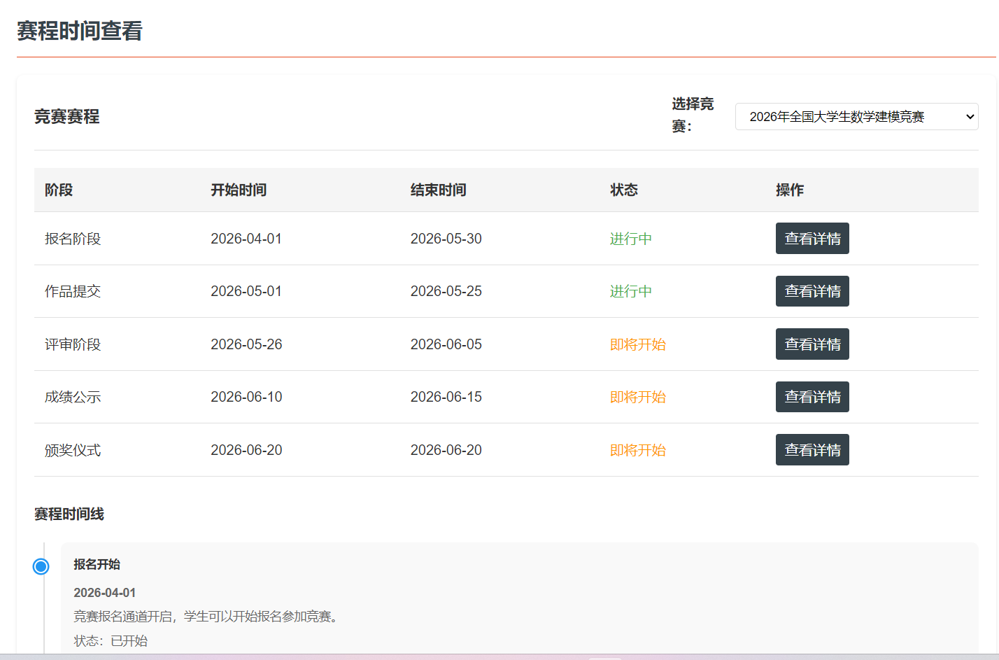 赛程时间查看
竞赛赛程
选择竞
赛：
2026年全国大学生数学建模竞赛
阶段 开始时间 结束时间 状态 操作
报名阶段 2026-04-01 2026-05-30 进行中 查看详情
作品提交 2026-05-01 2026-05-25 进行中 查看详情
评审阶段 2026-05-26 2026-06-05 即将开始 查看详情
成绩公示 2026-06-10 2026-06-15 即将开始 查看详情
颁奖仪式 2026-06-20 2026-06-20 即将开始 查看详情
赛程时间线
报名开始
2026-04-01
竞赛报名通道开启，学生可以开始报名参加竞赛。
状态：已开始